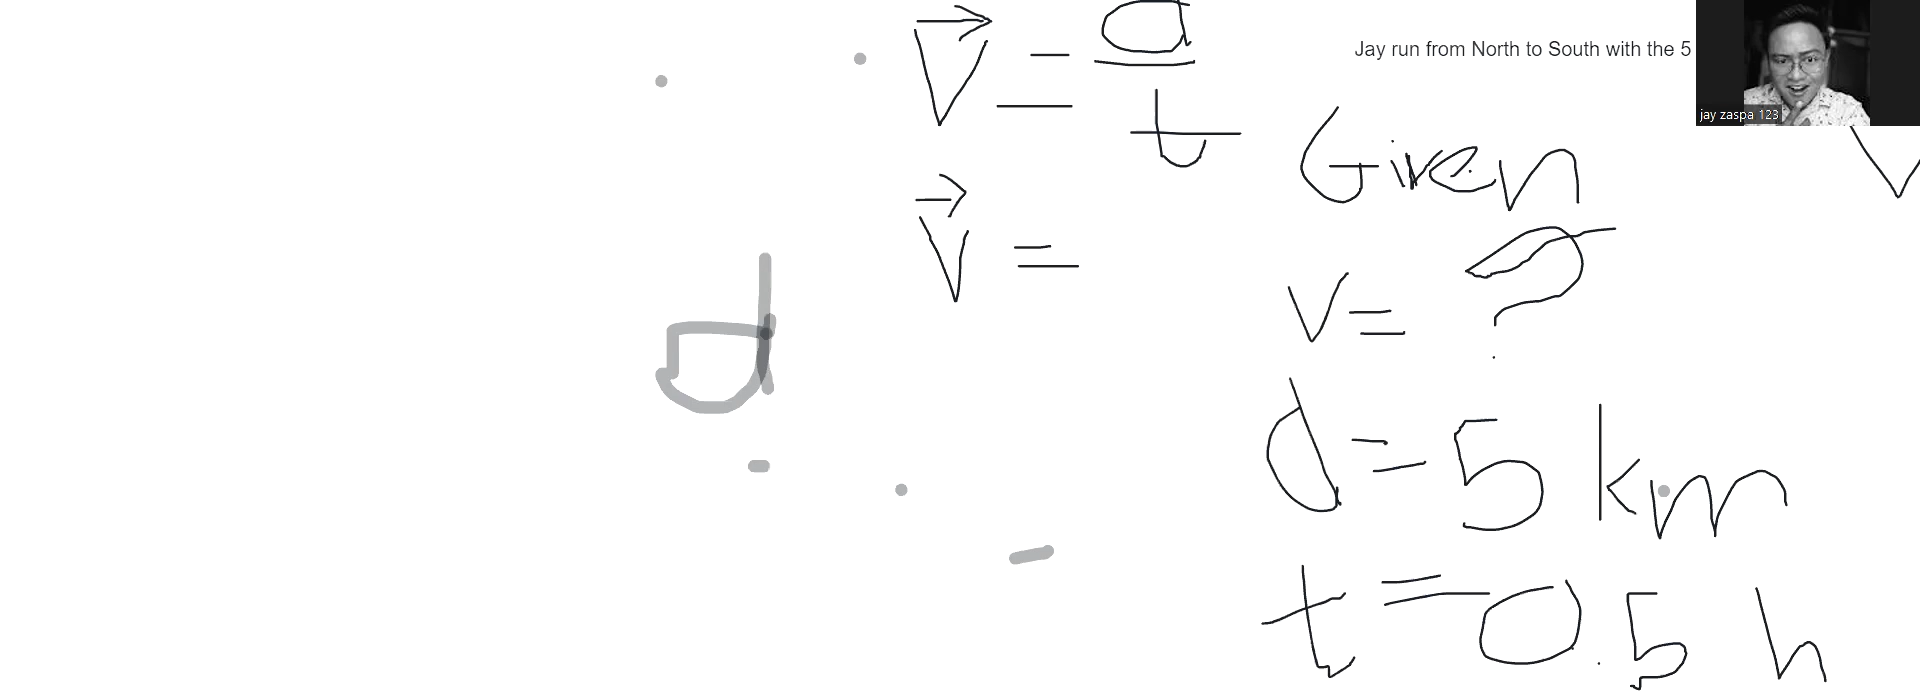 V = d
t
Jay run from North to South with the 5
jay zaspa 123
Given
V
V =
V = ?
d
d = 5 km
t = 0.5 h